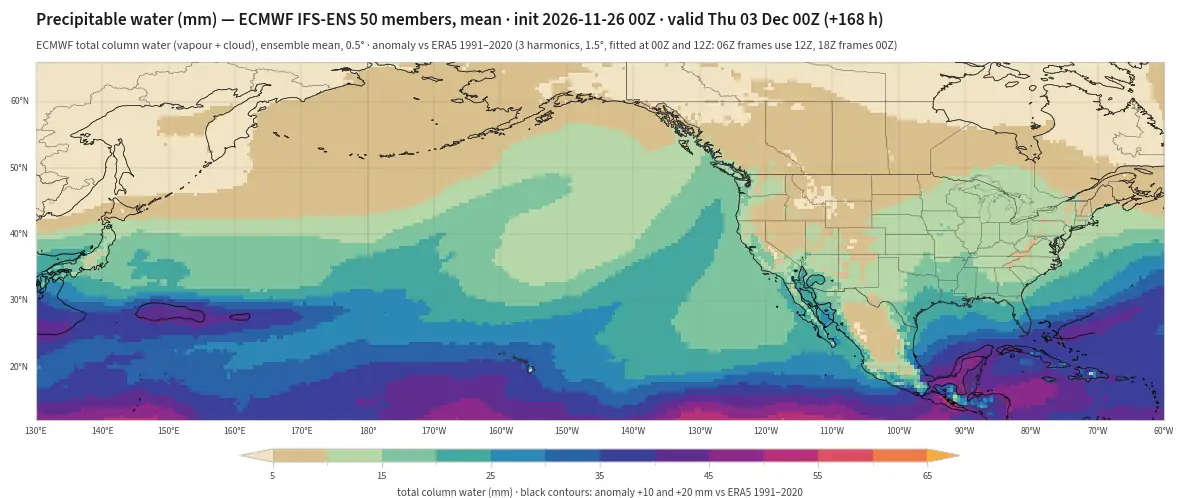 Precipitable water (mm) — ECMWF IFS-ENS 50 members, mean · init 2026-11-26 00Z · valid Thu 03 Dec 00Z (+168 h)
ECMWF total column water (vapour + cloud), ensemble mean, 0.5° · anomaly vs ERA5 1991–2020 (3 harmonics, 1.5°, fitted at 00Z and 12Z: 06Z frames use 12Z, 18Z frames 00Z)
60°N
50°N
40°N
30°N
20°N
130°E 140°E 150°E 160°E 170°E 180° 170°W 160°W 150°W 140°W 130°W 120°W 110°W 100°W 90°W 80°W 70°W 60°W
5 15 25 35 45 55 65
total column water (mm) · black contours: anomaly +10 and +20 mm vs ERA5 1991–2020